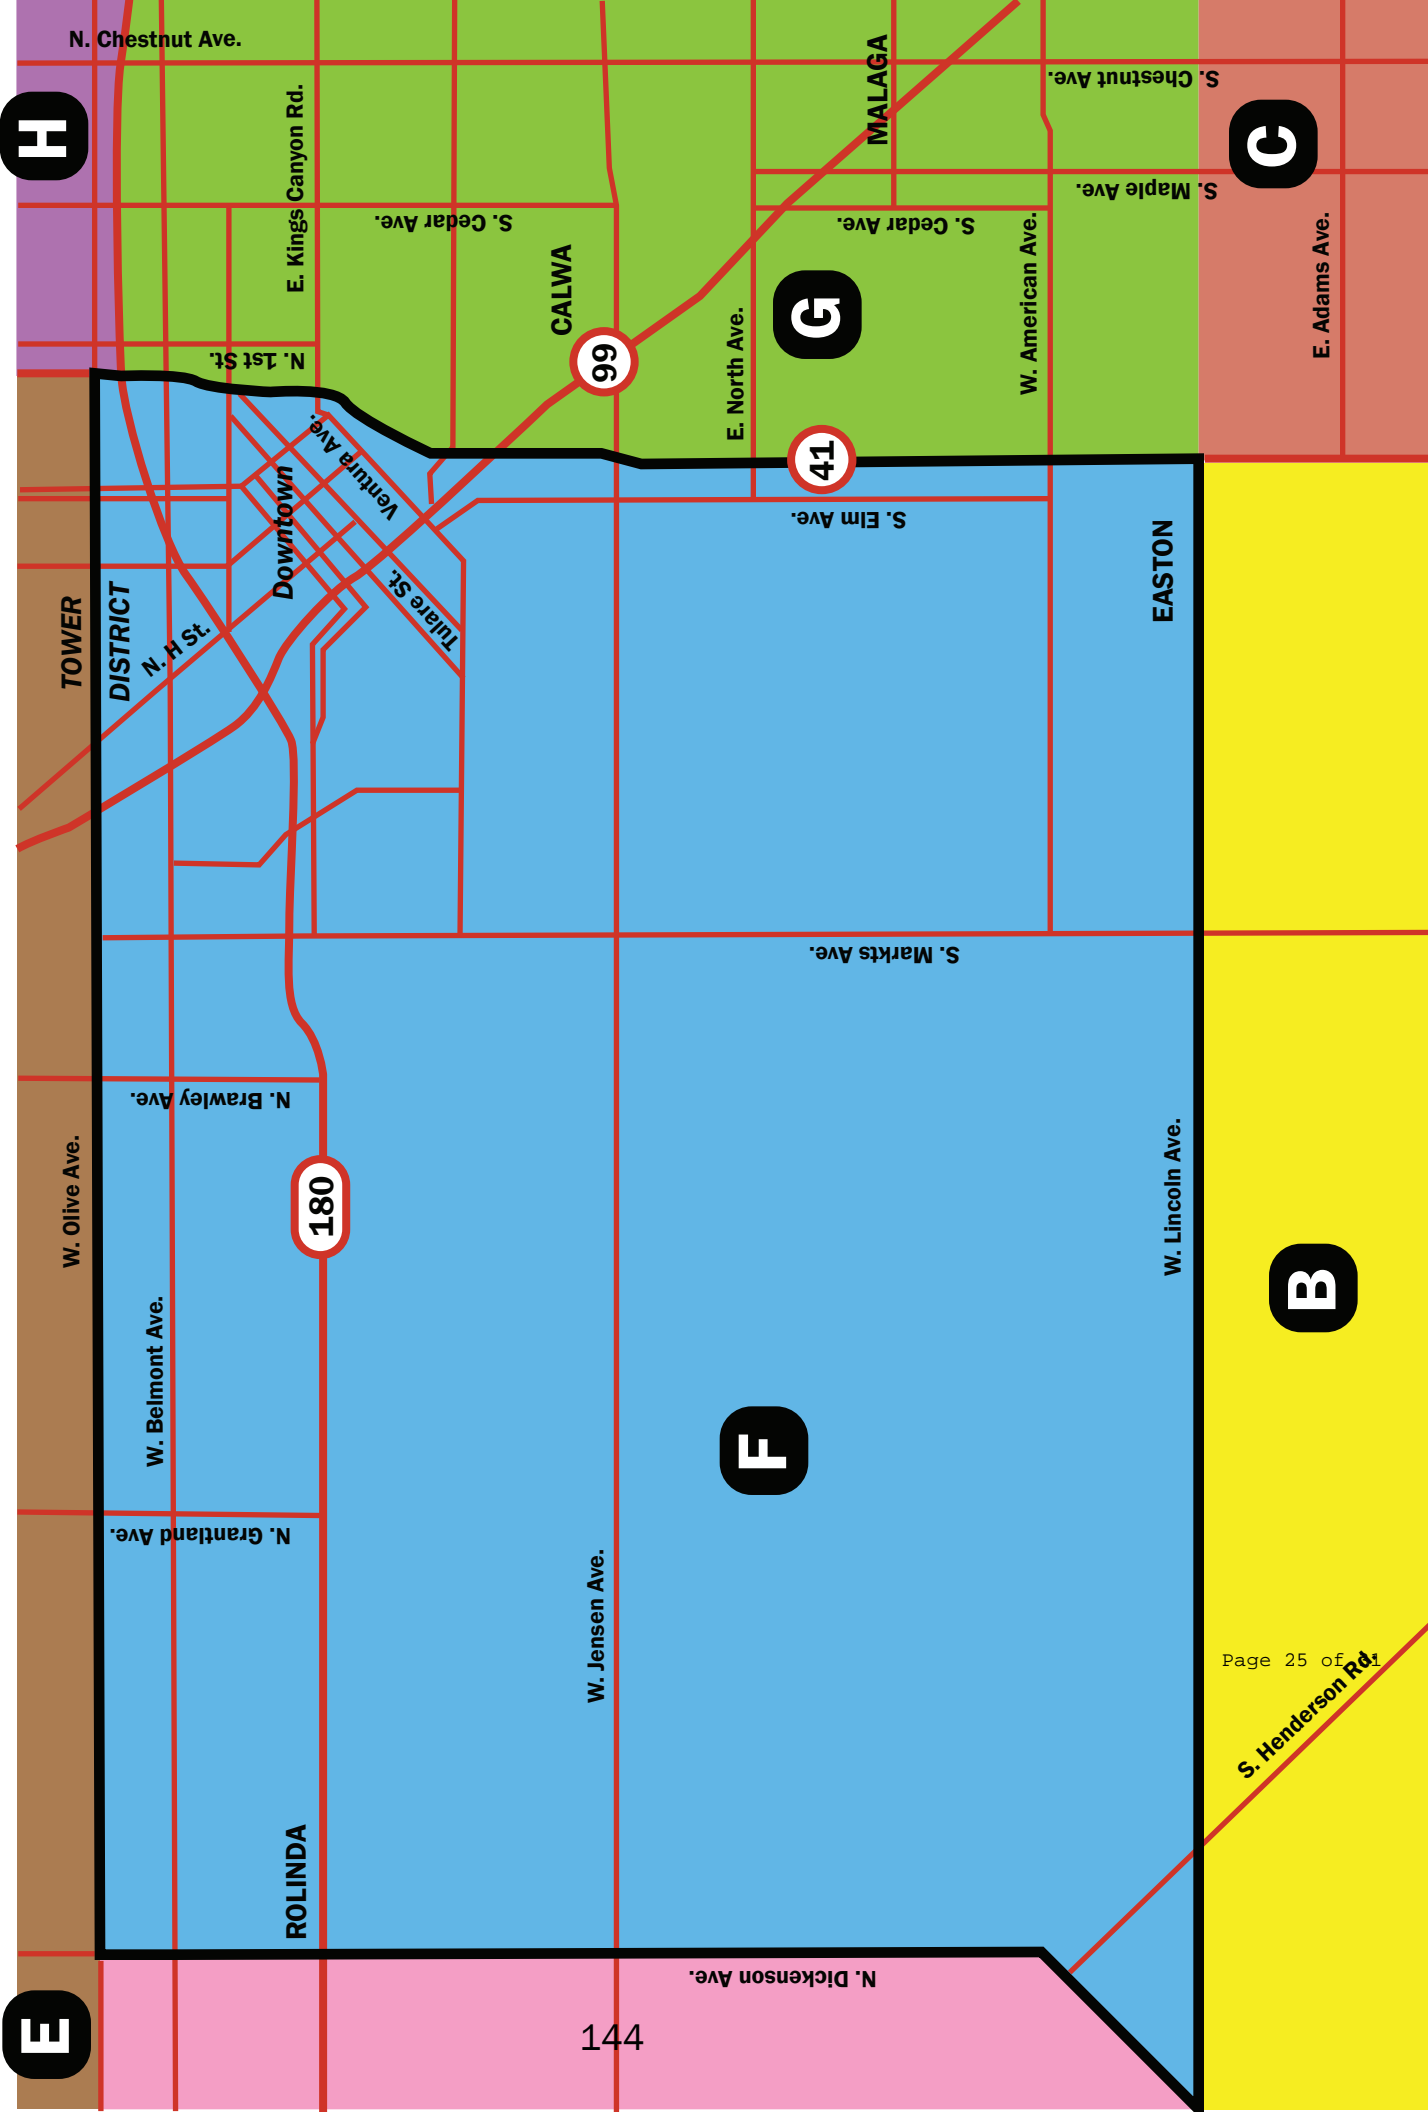 N. Chestnut Ave.
H
E. Kings Canyon Rd.
MALAGA
S. Chestnut Ave.
C
S. Maple Ave.
S. Cedar Ave.
S. Cedar Ave.
CALWA
G
W. American Ave.
E. Adams Ave.
N. 1st St.
99
E. North Ave.
41
Ventura Ave.
Downtown
S. Elm Ave.
EASTON
TOWER
DISTRICT
N. H St.
Tulare St.
S. Markts Ave.
N. Brawley Ave.
W. Olive Ave.
180
W. Lincoln Ave.
B
W. Belmont Ave.
F
N. Grantland Ave.
W. Jensen Ave.
Page 25 of
S. Henderson Rd.
ROLINDA
N. Dickenson Ave.
E
144